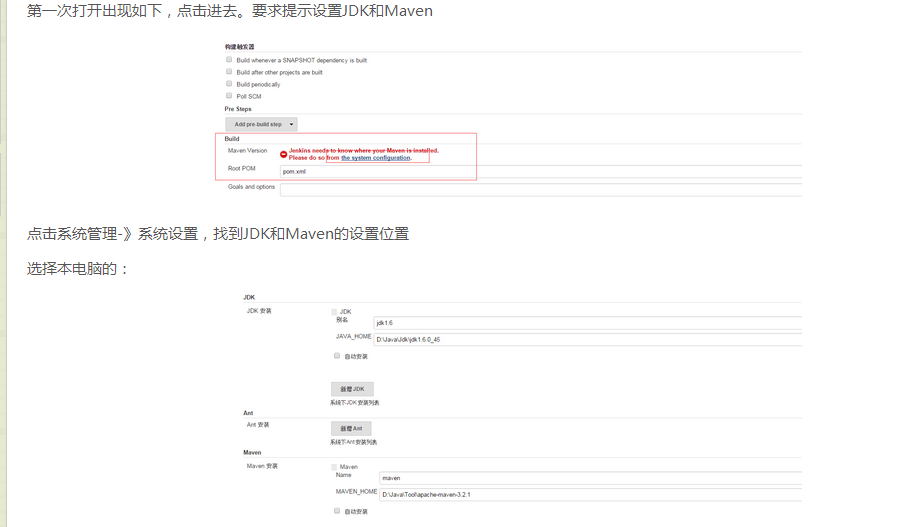 第一次打开出现如下，点击进去。要求提示设置JDK和Maven
构建触发器
Build whenever a SNAPSHOT dependency is built
Build after other projects are built
Build periodically
Poll SCM
Pre Steps
Add pre-build step
Build
Maven Version
Jenkins needs to know where your Maven is installed.
Please do so from the system configuration.
Root POM
pom.xml
Goals and options
点击系统管理-》系统设置，找到JDK和Maven的设置位置
选择本电脑的：
JDK
JDK 安装
JDK
别名
jdk1.6
JAVA_HOME
D:\Java\Jdk\jdk1.6.0_45
自动安装
新增 JDK
系统下JDK 安装列表
Ant
Ant 安装
新增 Ant
系统下Ant 安装列表
Maven
Maven 安装
Maven
Name
maven
MAVEN_HOME
D:\Java\Tool\apache-maven-3.2.1
自动安装